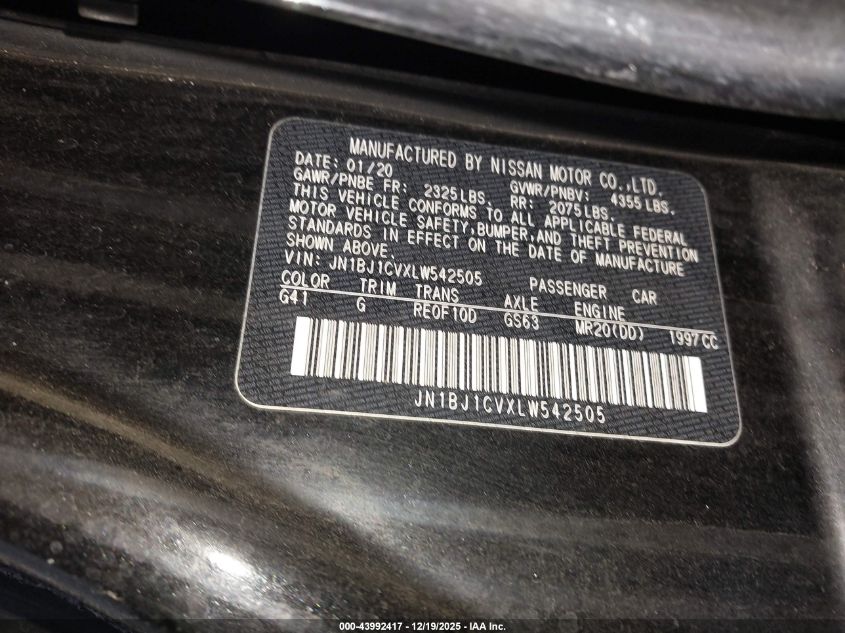 MANUFACTURED BY NISSAN MOTOR CO.,LTD.
DATE: 01/20 GVWR/PNBV: 4355 LBS.
GAWR/PNBE FR: 2325LBS. RR: 2075LBS.
THIS VEHICLE CONFORMS TO ALL APPLICABLE FEDERAL
MOTOR VEHICLE SAFETY,BUMPER,AND THEFT PREVENTION
STANDARDS IN EFFECT ON THE DATE OF MANUFACTURE
SHOWN ABOVE.
VIN: JN1BJ1CVXLW542505 PASSENGER CAR
COLOR TRIM TRANS AXLE ENGINE
G41 G RE0F10D GS63 MR20(DD) 1997CC
JN1BJ1CVXLW542505
000-43992417 - 12/19/2025 - IAA Inc.